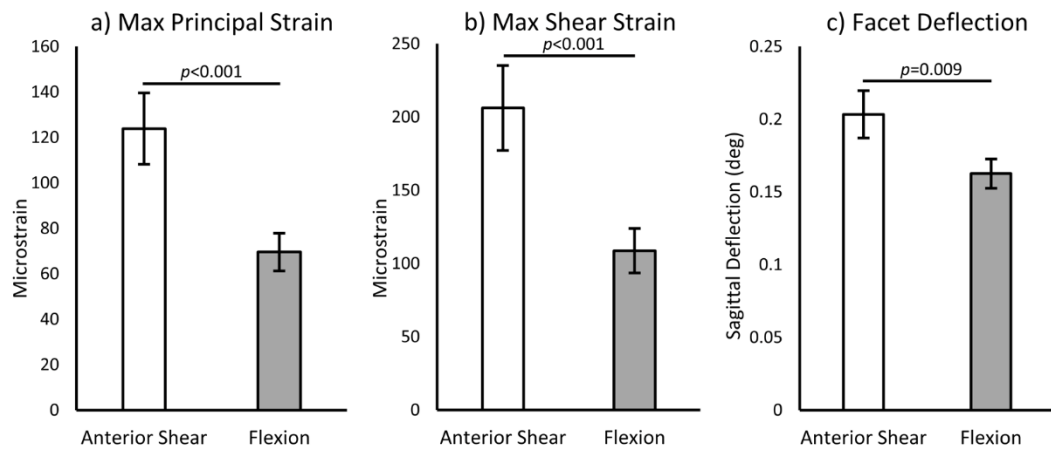 a) Max Principal Strain
160
140
120
100
80
60
40
20
0
Microstrain
p<0.001
Anterior Shear
Flexion
b) Max Shear Strain
250
200
150
100
50
0
Microstrain
p<0.001
Anterior Shear
Flexion
c) Facet Deflection
0.25
0.2
0.15
0.1
0.05
0
Sagittal Deflection (deg)
p=0.009
Anterior Shear
Flexion